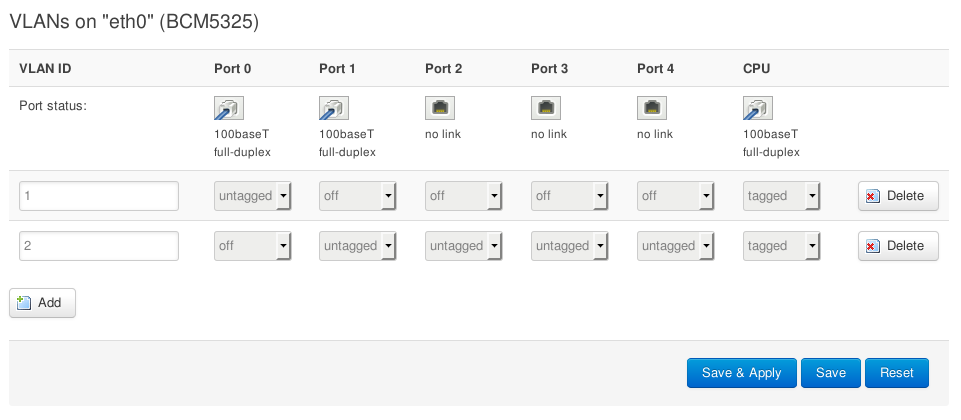 VLANs on "eth0" (BCM5325)
VLAN ID Port 0 Port 1 Port 2 Port 3 Port 4 CPU
Port status:
100baseT 100baseT no link no link no link 100baseT
full-duplex full-duplex full-duplex
1 untagged off off off off tagged Delete
2 off untagged untagged untagged untagged tagged Delete
Add
Save & Apply Save Reset